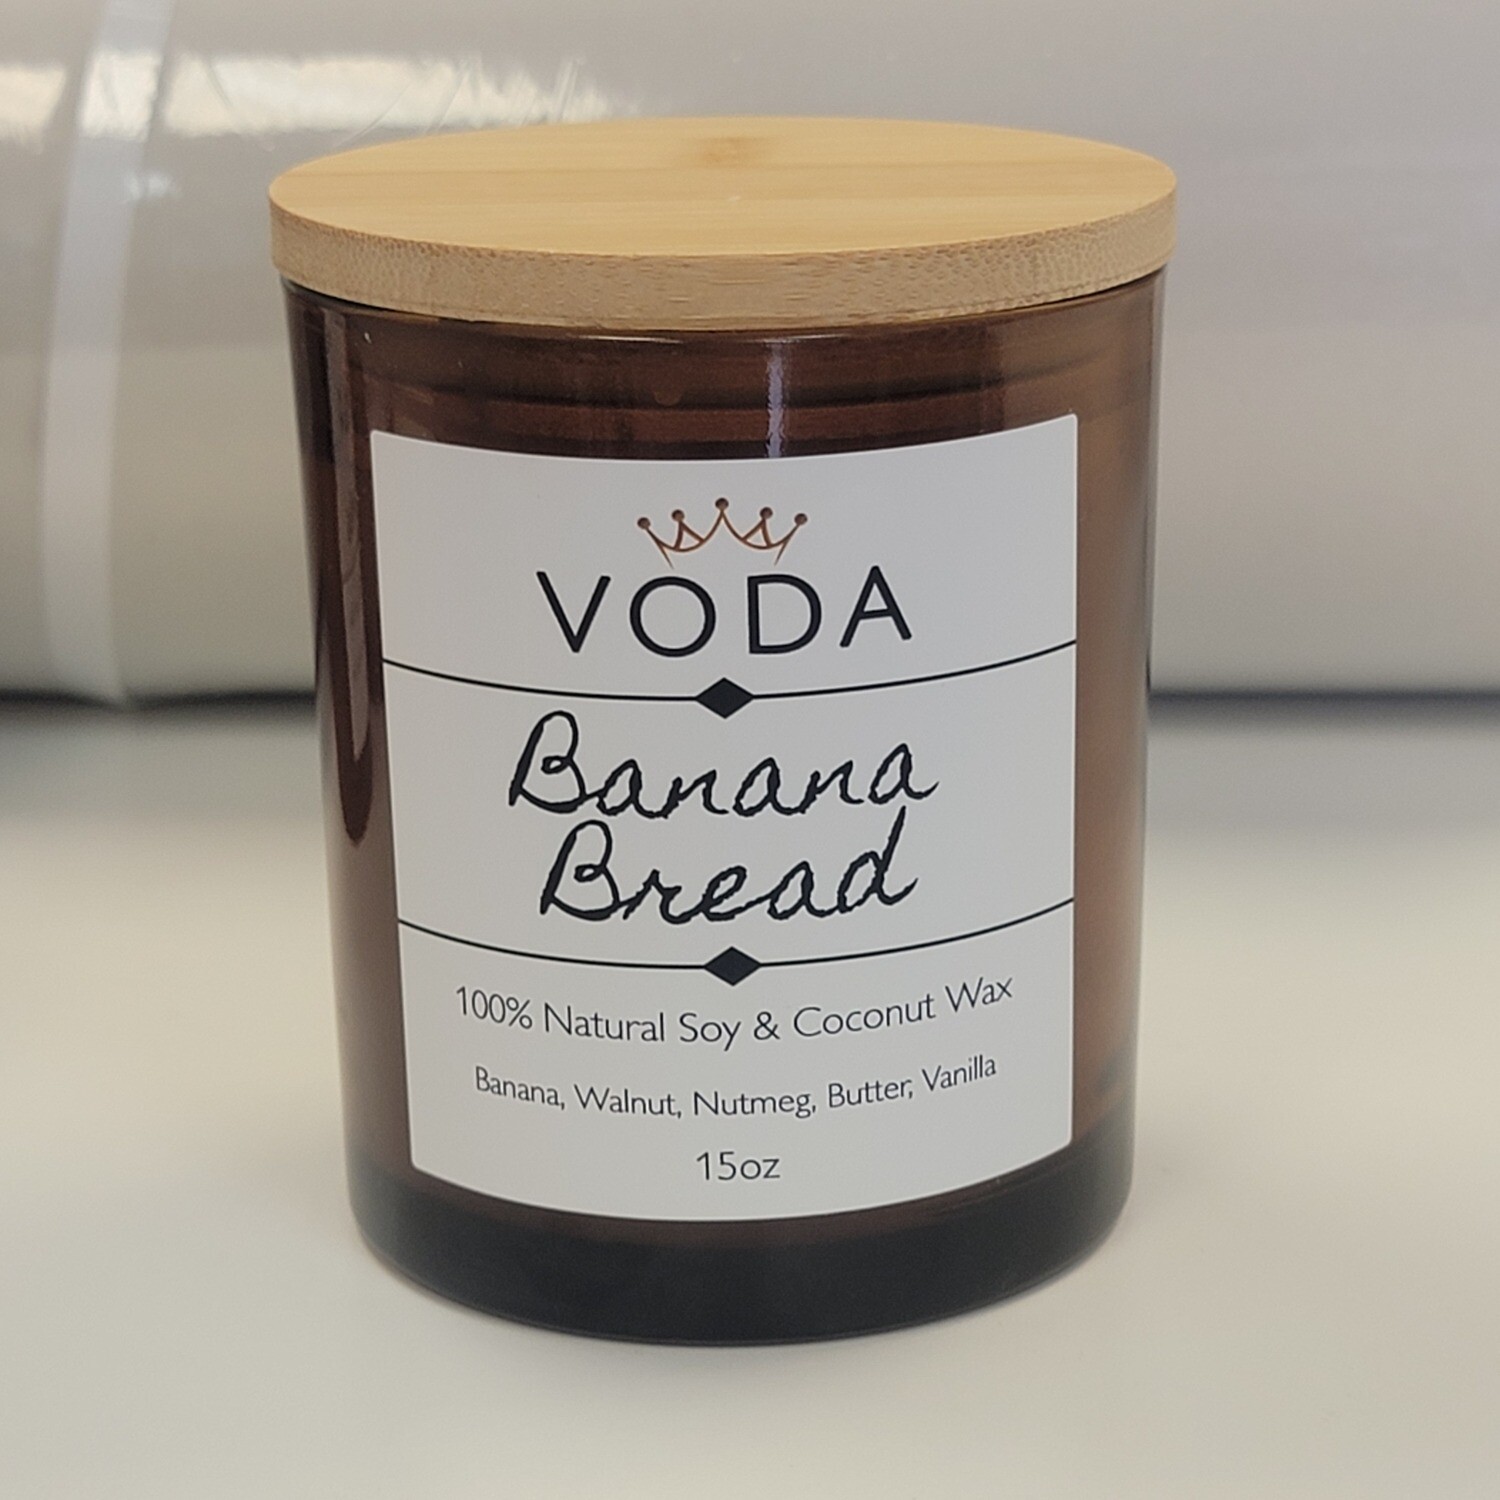 VODA
Banana
Bread
100% Natural Soy & Coconut Wax
Banana, Walnut, Nutmeg, Butter, Vanilla
15oz